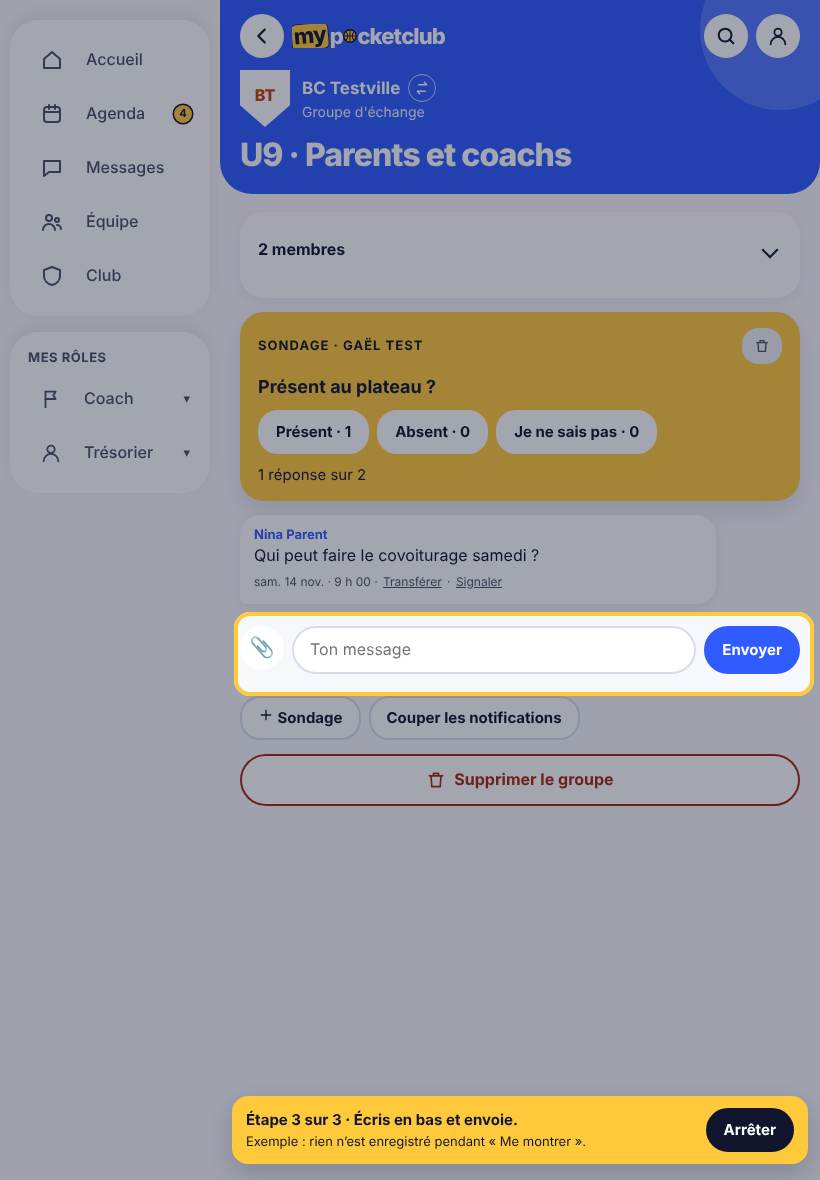 Accueil
Agenda
4
Messages
Équipe
Club
MES RÔLES
Coach
Trésorier
mypocketclub
BT
BC Testville
Groupe d'échange
U9 · Parents et coachs
2 membres
SONDAGE · GAËL TEST
Présent au plateau ?
Présent · 1
Absent · 0
Je ne sais pas · 0
1 réponse sur 2
Nina Parent
Qui peut faire le covoiturage samedi ?
sam. 14 nov. · 9 h 00 · Transférer · Signaler
Ton message
Envoyer
+ Sondage
Couper les notifications
Supprimer le groupe
Étape 3 sur 3 · Écris en bas et envoie.
Exemple : rien n’est enregistré pendant « Me montrer ».
Arrêter